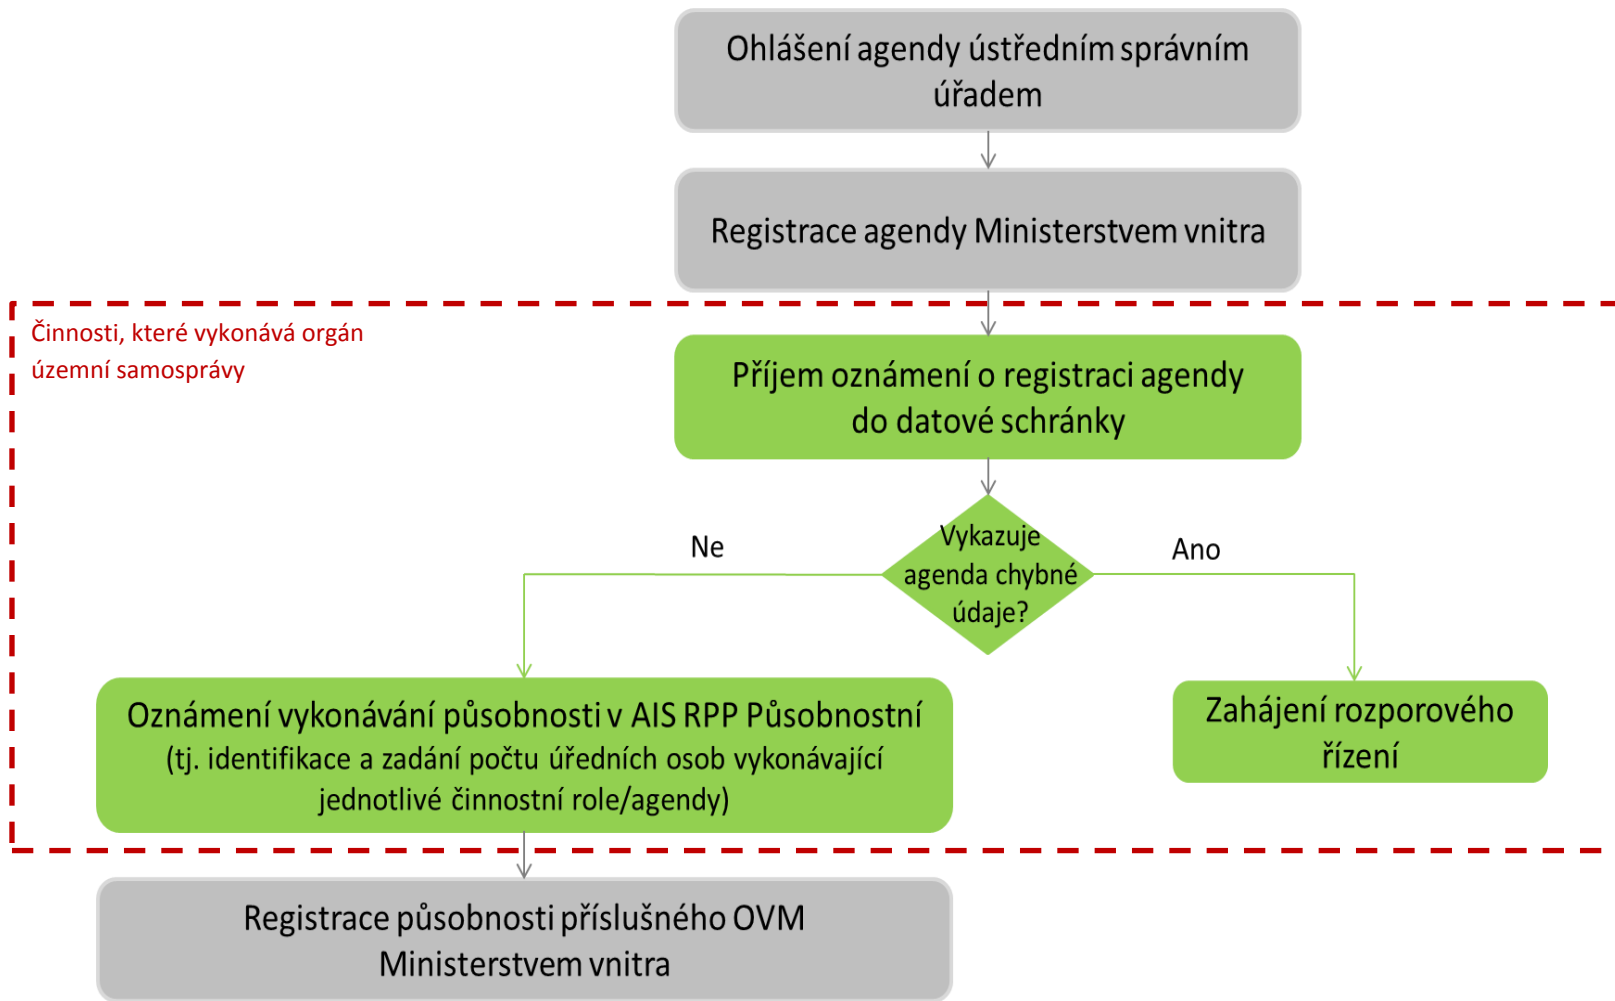 Ohlášení agendy ústředním správním
úřadem
Registrace agendy Ministerstvem vnitra
Činnosti, které vykonává orgán
územní samosprávy
Příjem oznámení o registraci agendy
do datové schránky
Vykazuje
agenda chybné
údaje?
Ne
Ano
Oznámení vykonávání působnosti v AIS RPP Působnostní
(tj. identifikace a zadání počtu úředních osob vykonávající
jednotlivé činnostní role/agendy)
Zahájení rozporového
řízení
Registrace působnosti příslušného OVM
Ministerstvem vnitra